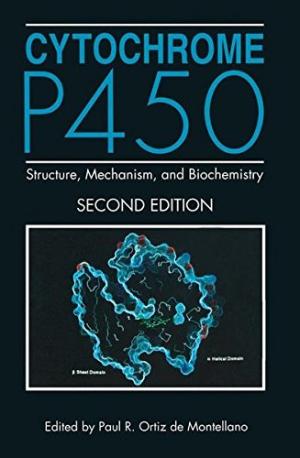 CYTOCHROME
P450
Structure, Mechanism, and Biochemistry
SECOND EDITION
α Helical Domain
β Sheet Domain
Edited by Paul R. Ortiz de Montellano